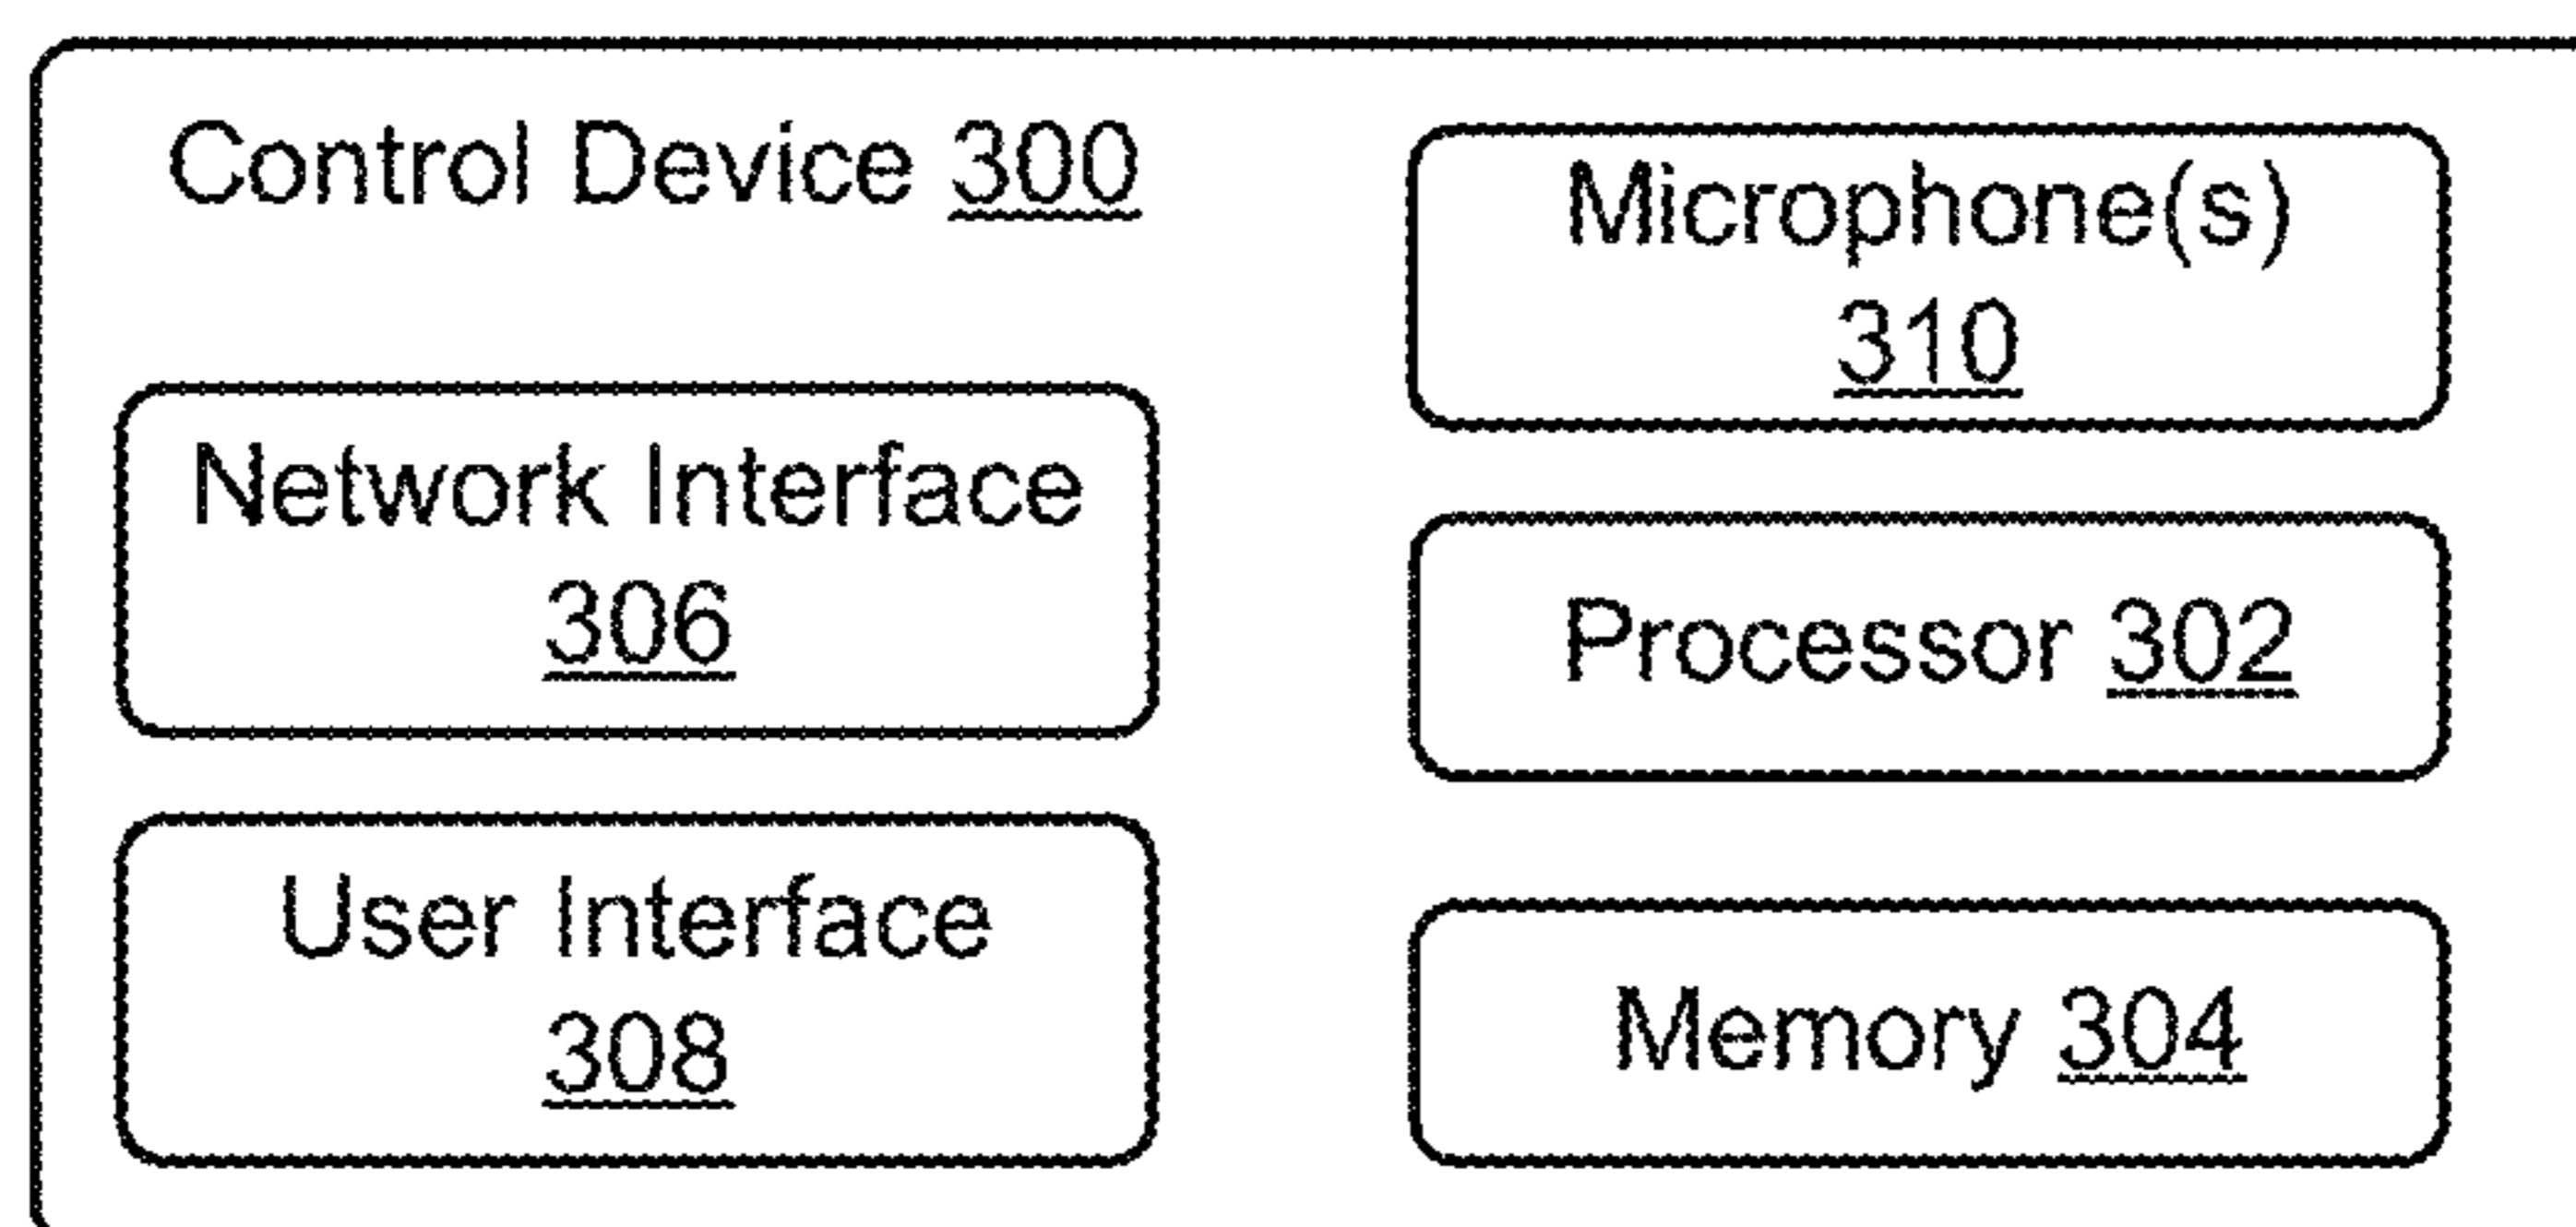 Control Device 300
Network Interface
306
User Interface
308
Microphone(s)
310
Processor 302
Memory 304